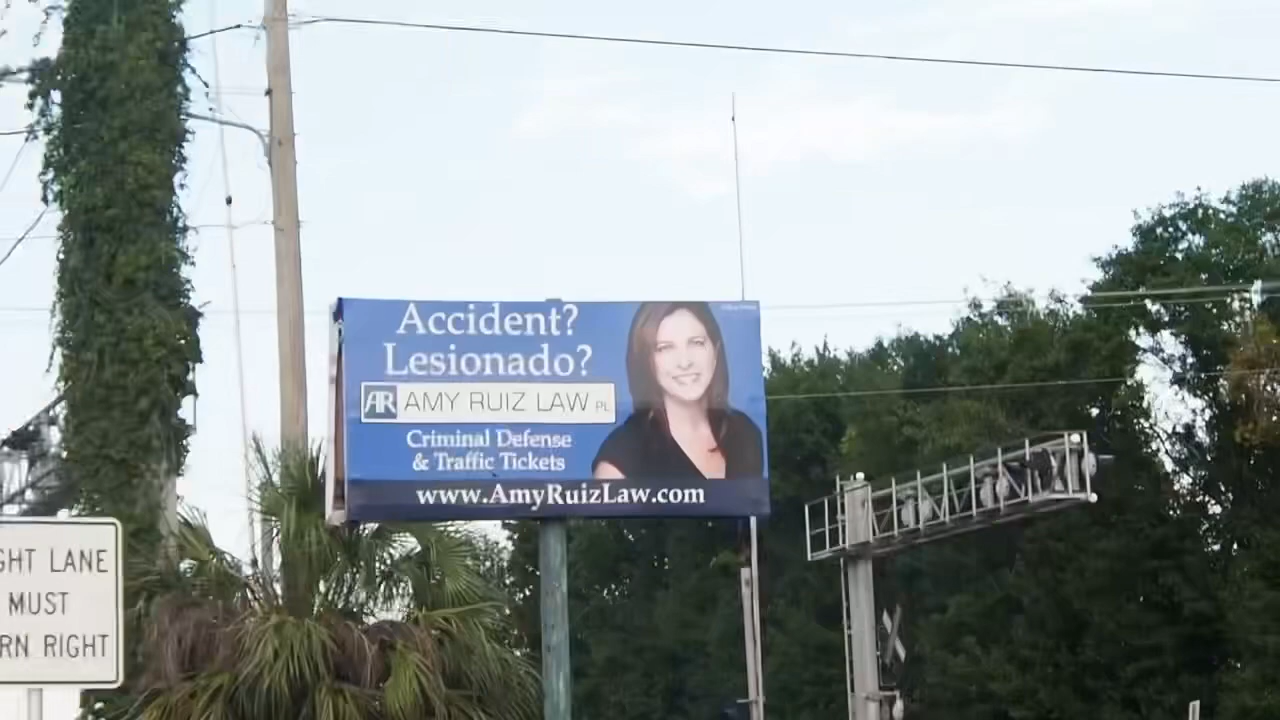 Accident?
Lesionado?
AR AMY RUIZ LAW PL
Criminal Defense
& Traffic Tickets
www.AmyRuizLaw.com
GHT LANE
MUST
RN RIGHT